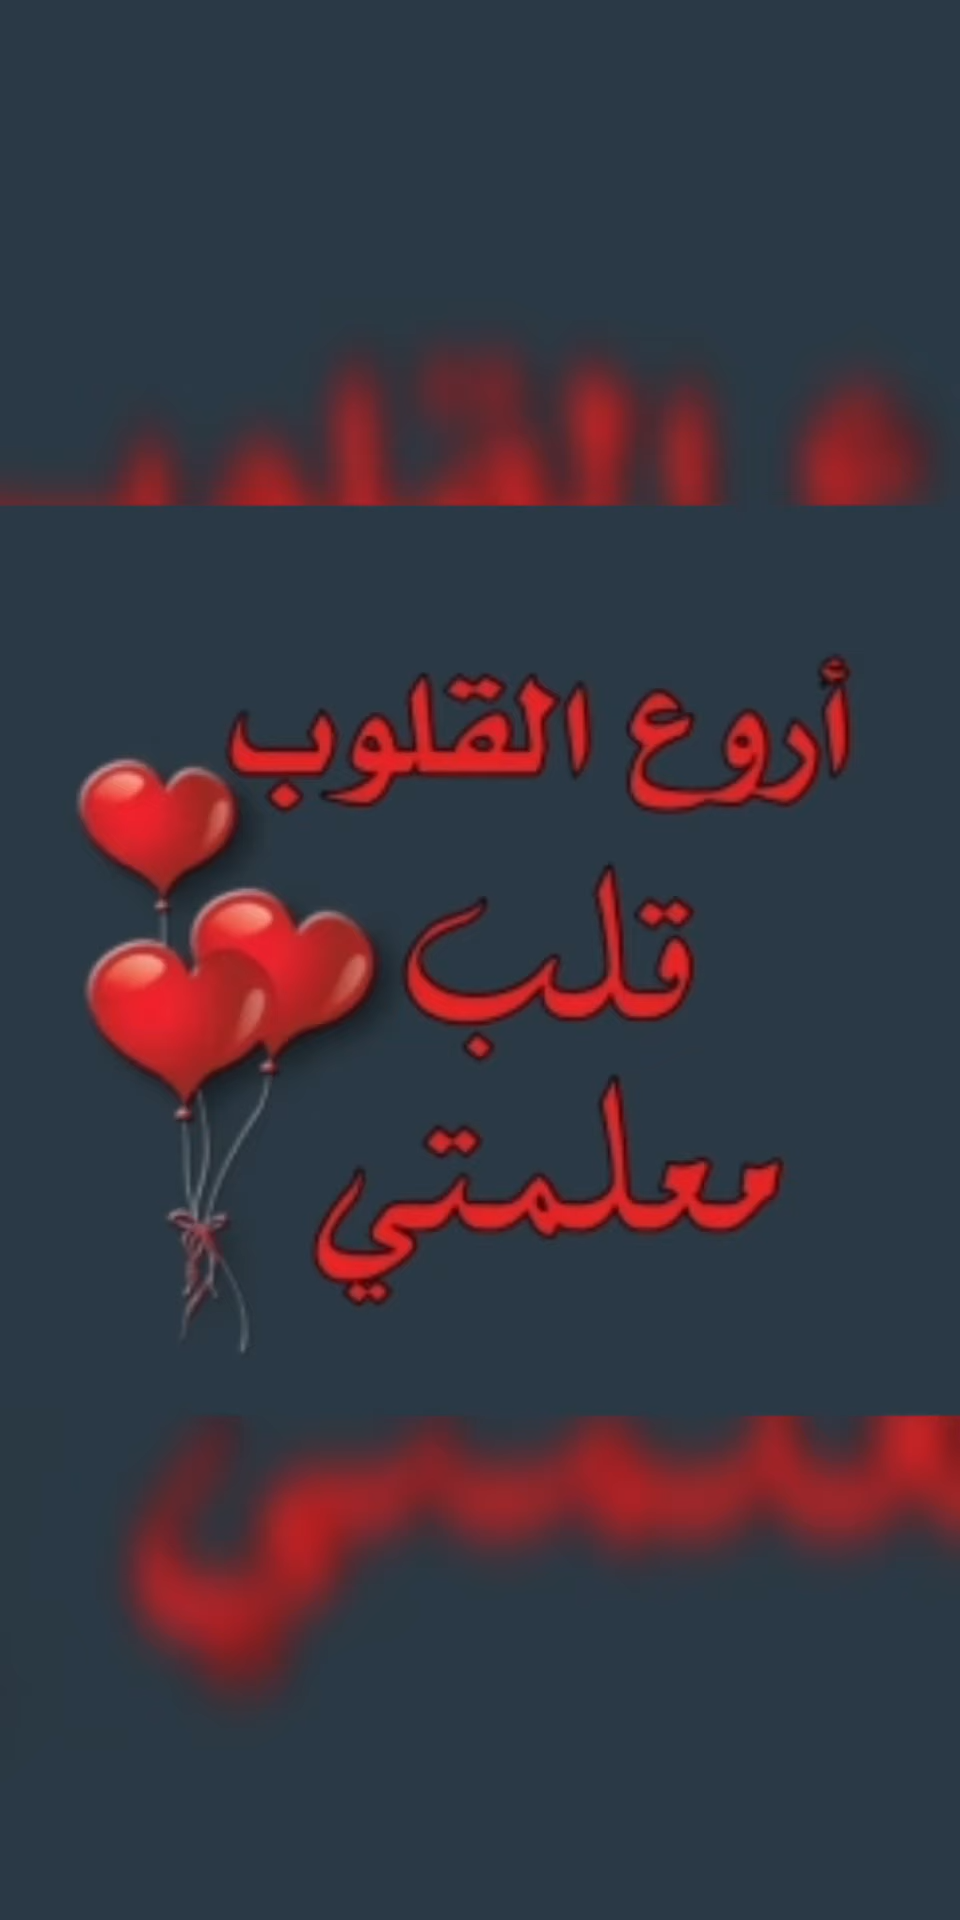 أروع القلوب
قلب
معلمتي